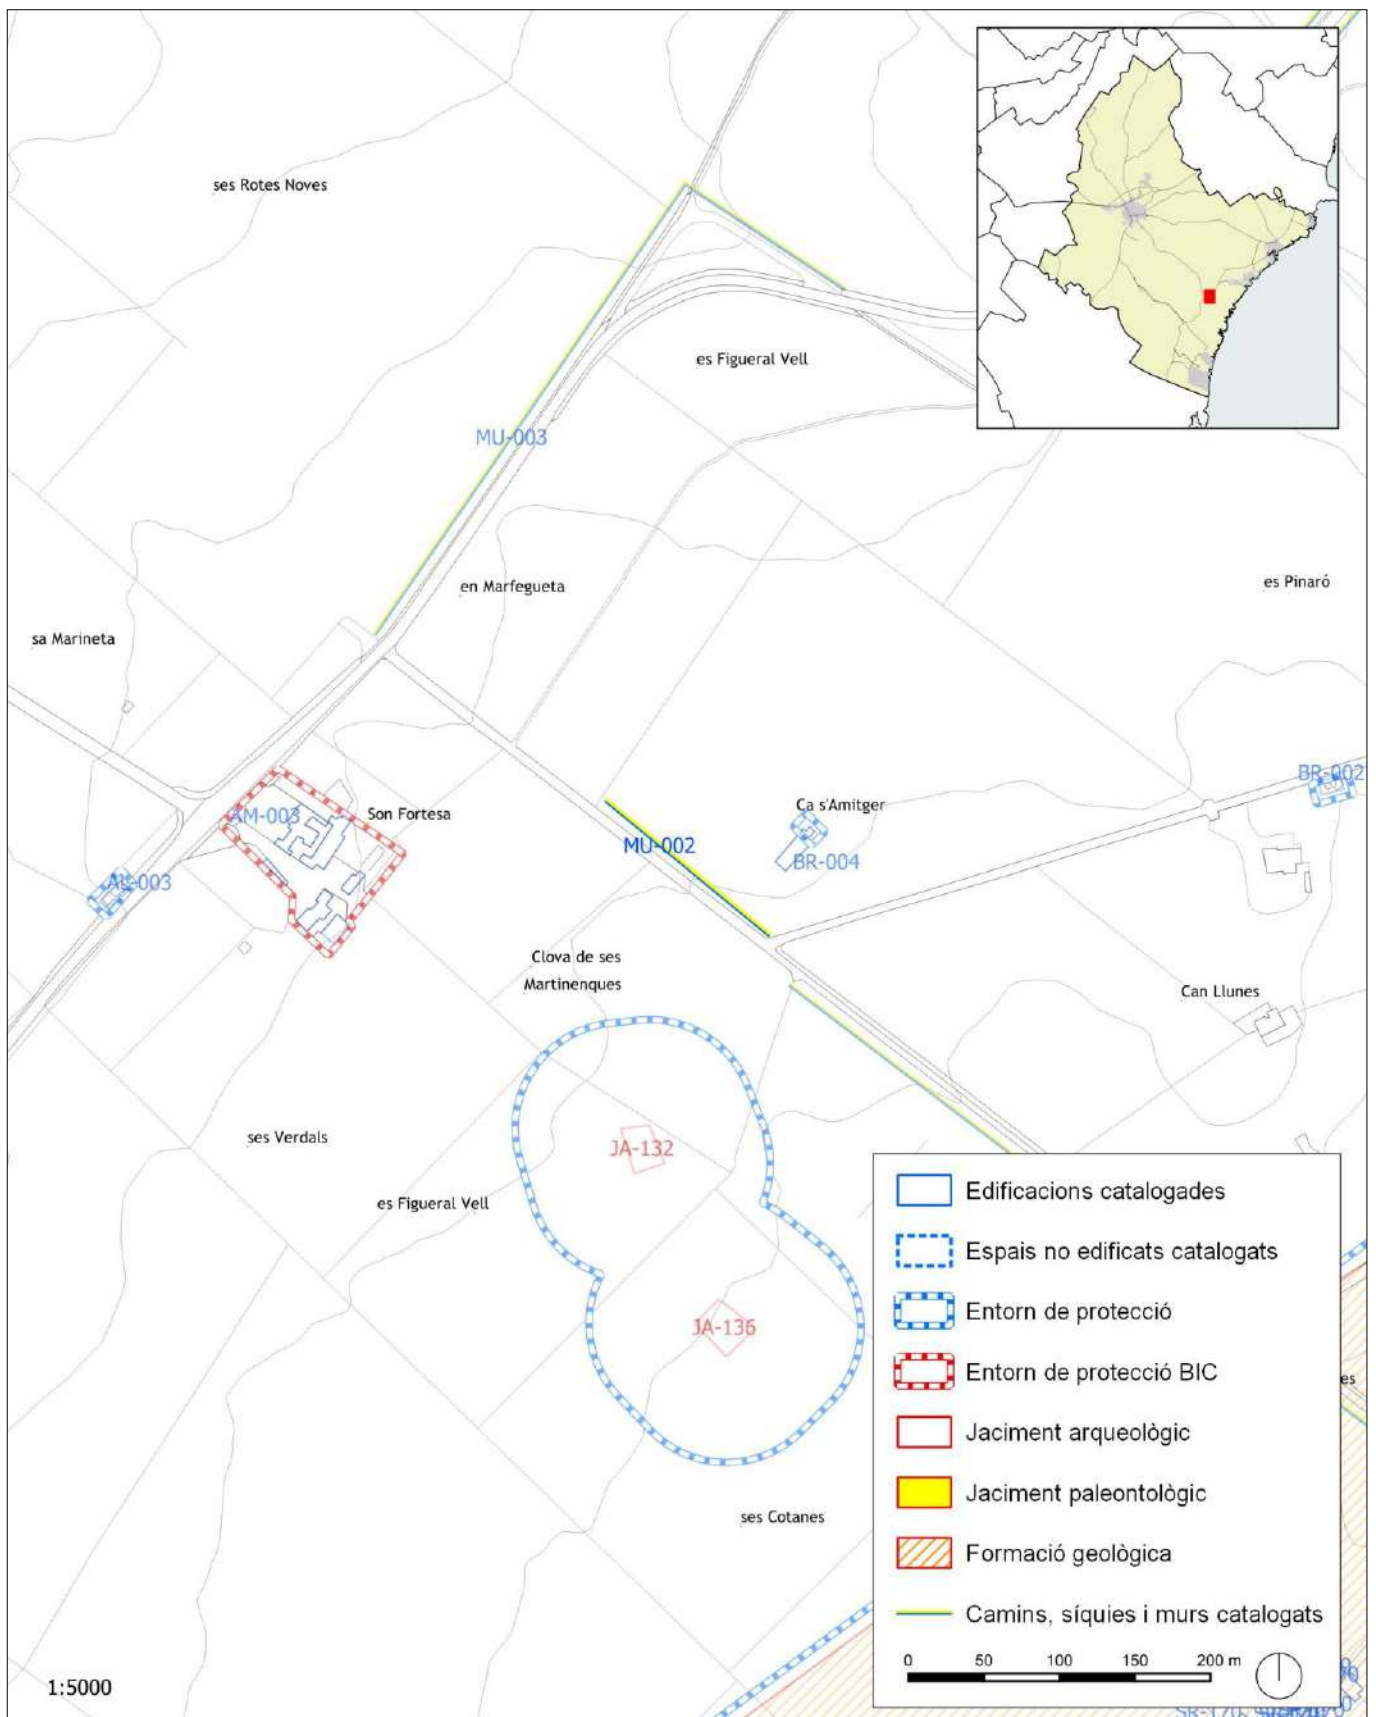 ses Rotes Noves
es Figueral Vell
MU-003
en Marfegueta
es Pinaró
sa Marineta
BR-002
Ca s'Amitger
AM-003
Son Fortesa
MU-002
BR-004
AL-003
Clova de ses
Martinenques
Can Llunes
ses Verdals
JA-132
es Figueral Vell
JA-136
ses Cotanes
es
Edificacions catalogades
Espais no edificats catalogats
Entorn de protecció
Entorn de protecció BIC
Jaciment arqueològic
Jaciment paleontològic
Formació geològica
Camins, síquies i murs catalogats
0 50 100 150 200 m
1:5000
SR-170